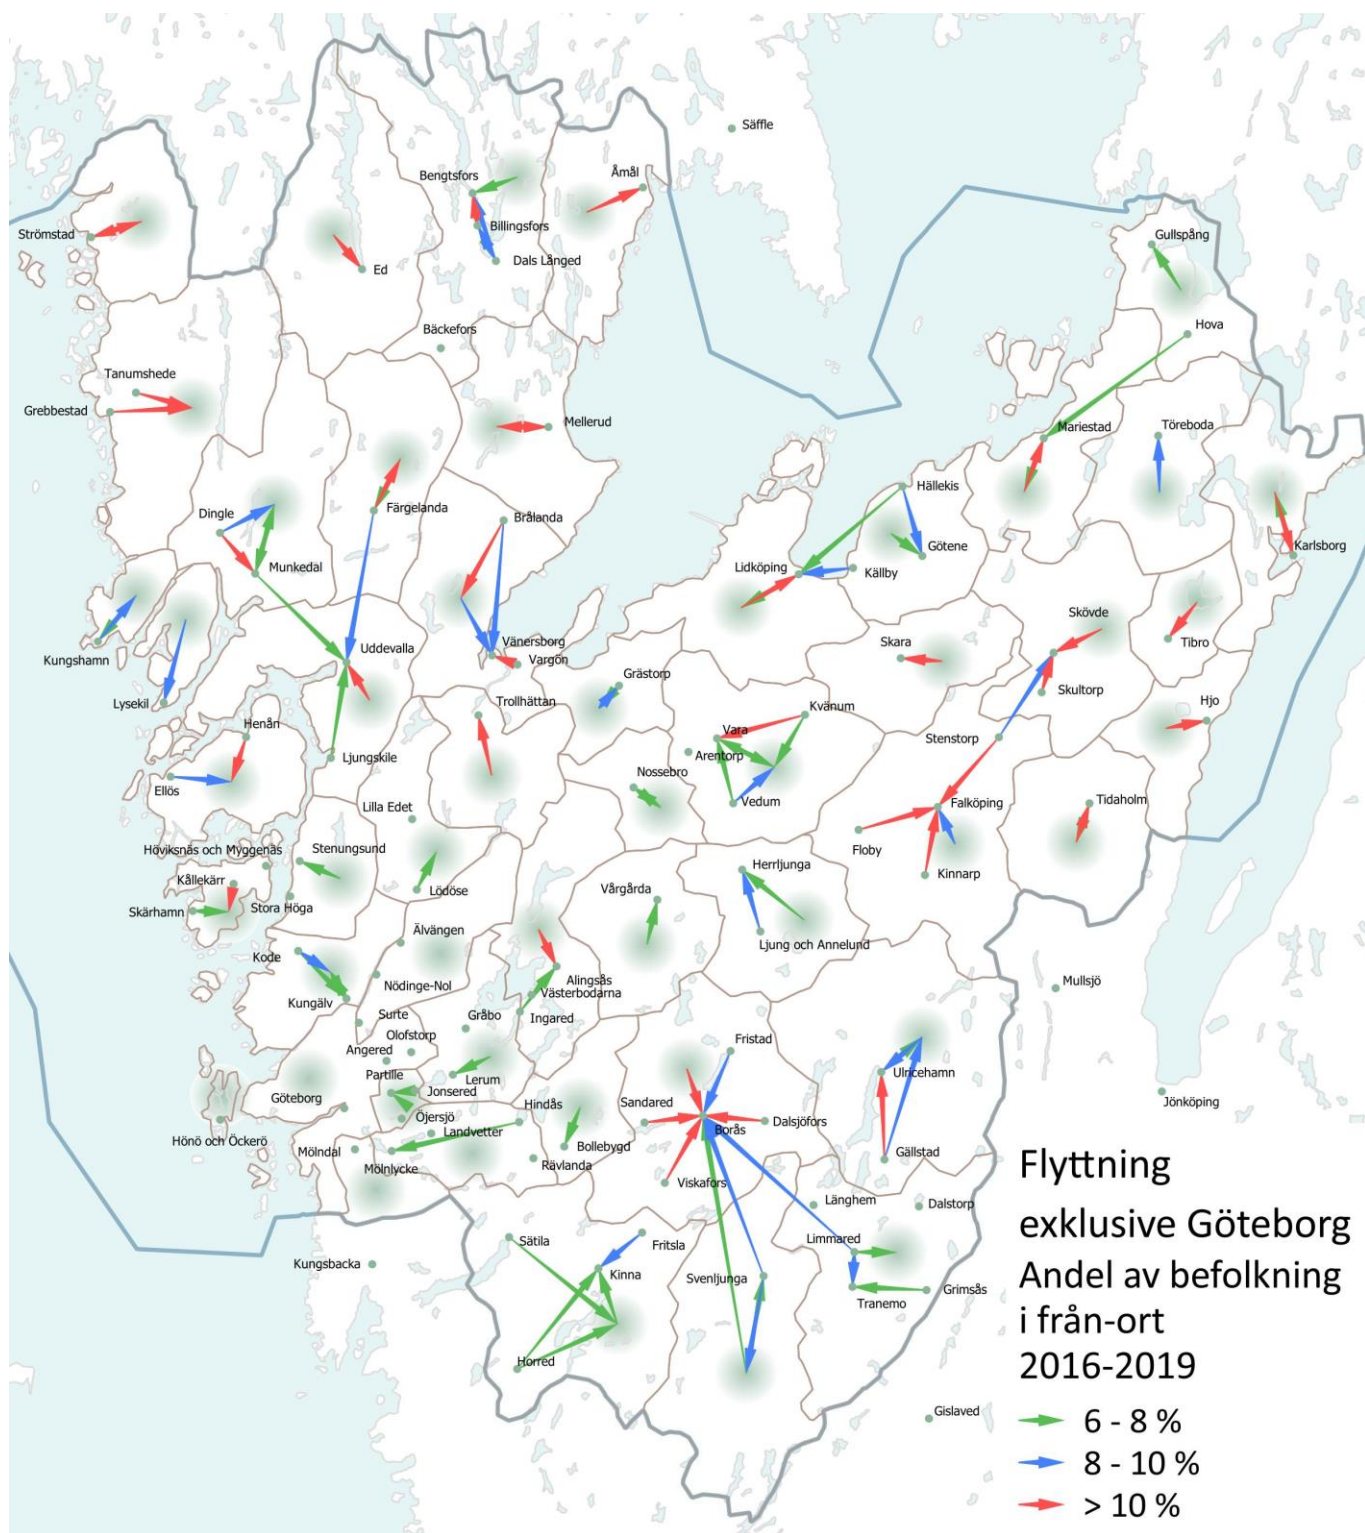 Säffle
Åmål
Bengtsfors
Billingsfors
Gullspång
Strömstad
Dals Långed
Ed
Hova
Bäckefors
Tanumshede
Grebbestad
Mellerud
Mariestad
Töreboda
Hällekis
Dingle
Färgelanda
Brålanda
Götene
Karlsborg
Munkedal
Lidköping
Källby
Skövde
Kungshamn
Vänersborg
Skara
Tibro
Uddevalla
Vargön
Grästorp
Skultorp
Lysekil
Trollhättan
Kvänum
Hjo
Henån
Vara
Stenstorp
Ljungskile
Arentorp
Nossebro
Ellös
Lilla Edet
Vedum
Falköping
Tidaholm
Höviksnäs och Myggenäs
Stenungsund
Floby
Herrljunga
Kållekärr
Lödöse
Vårgårda
Kinnarp
Skärhamn
Stora Höga
Älvängen
Ljung och Annelund
Kode
Alingsås
Nödinge-Nol
Västerbodarna
Mullsjö
Kungälv
Surte
Gråbo
Ingared
Olofstorp
Fristad
Angered
Partille
Lerum
Ulricehamn
Jonsered
Göteborg
Hindås
Sandared
Jönköping
Öjersjö
Dalsjöfors
Landvetter
Borås
Hönö och Öckerö
Bollebygd
Mölndal
Mölnlycke
Rävlanda
Gällstad
Viskafors
Länghem
Dalstorp
Sätila
Fritsla
Limmared
Kungsbacka
Kinna
Svenljunga
Grimsås
Tranemo
Horred
Gislaved
Flyttning
exklusive Göteborg
Andel av befolkning
i från-ort
2016-2019
6 - 8 %
8 - 10 %
> 10 %